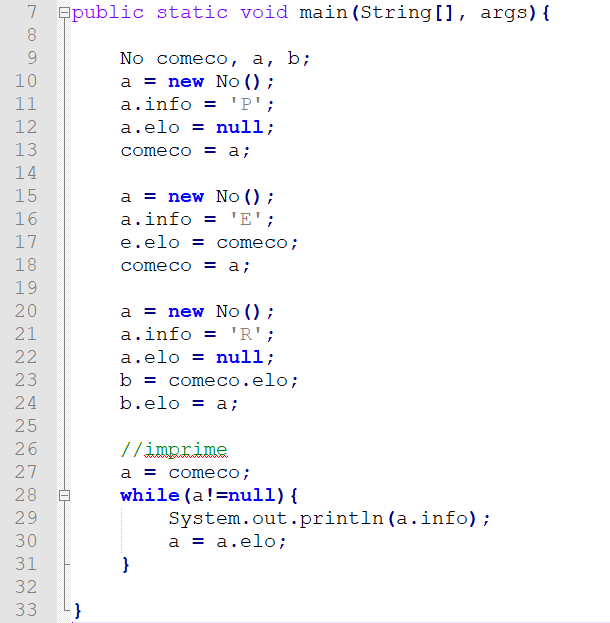 7 public static void main(String[], args){
8
9 No comeco, a, b;
10 a = new No();
11 a.info = 'P';
12 a.elo = null;
13 comeco = a;
14
15 a = new No();
16 a.info = 'E';
17 e.elo = comeco;
18 comeco = a;
19
20 a = new No();
21 a.info = 'R';
22 a.elo = null;
23 b = comeco.elo;
24 b.elo = a;
25
26 //imprime
27 a = comeco;
28 while(a!=null){
29 System.out.println(a.info);
30 a = a.elo;
31 }
32
33 }